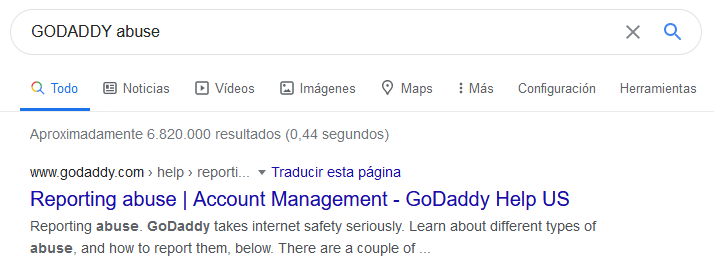 GODADDY abuse
Todo Noticias Vídeos Imágenes Maps Más Configuración Herramientas
Aproximadamente 6.820.000 resultados (0,44 segundos)
www.godaddy.com › help › reporti... Traducir esta página
Reporting abuse | Account Management - GoDaddy Help US
Reporting abuse. GoDaddy takes internet safety seriously. Learn about different types of
abuse, and how to report them, below. There are a couple of ...